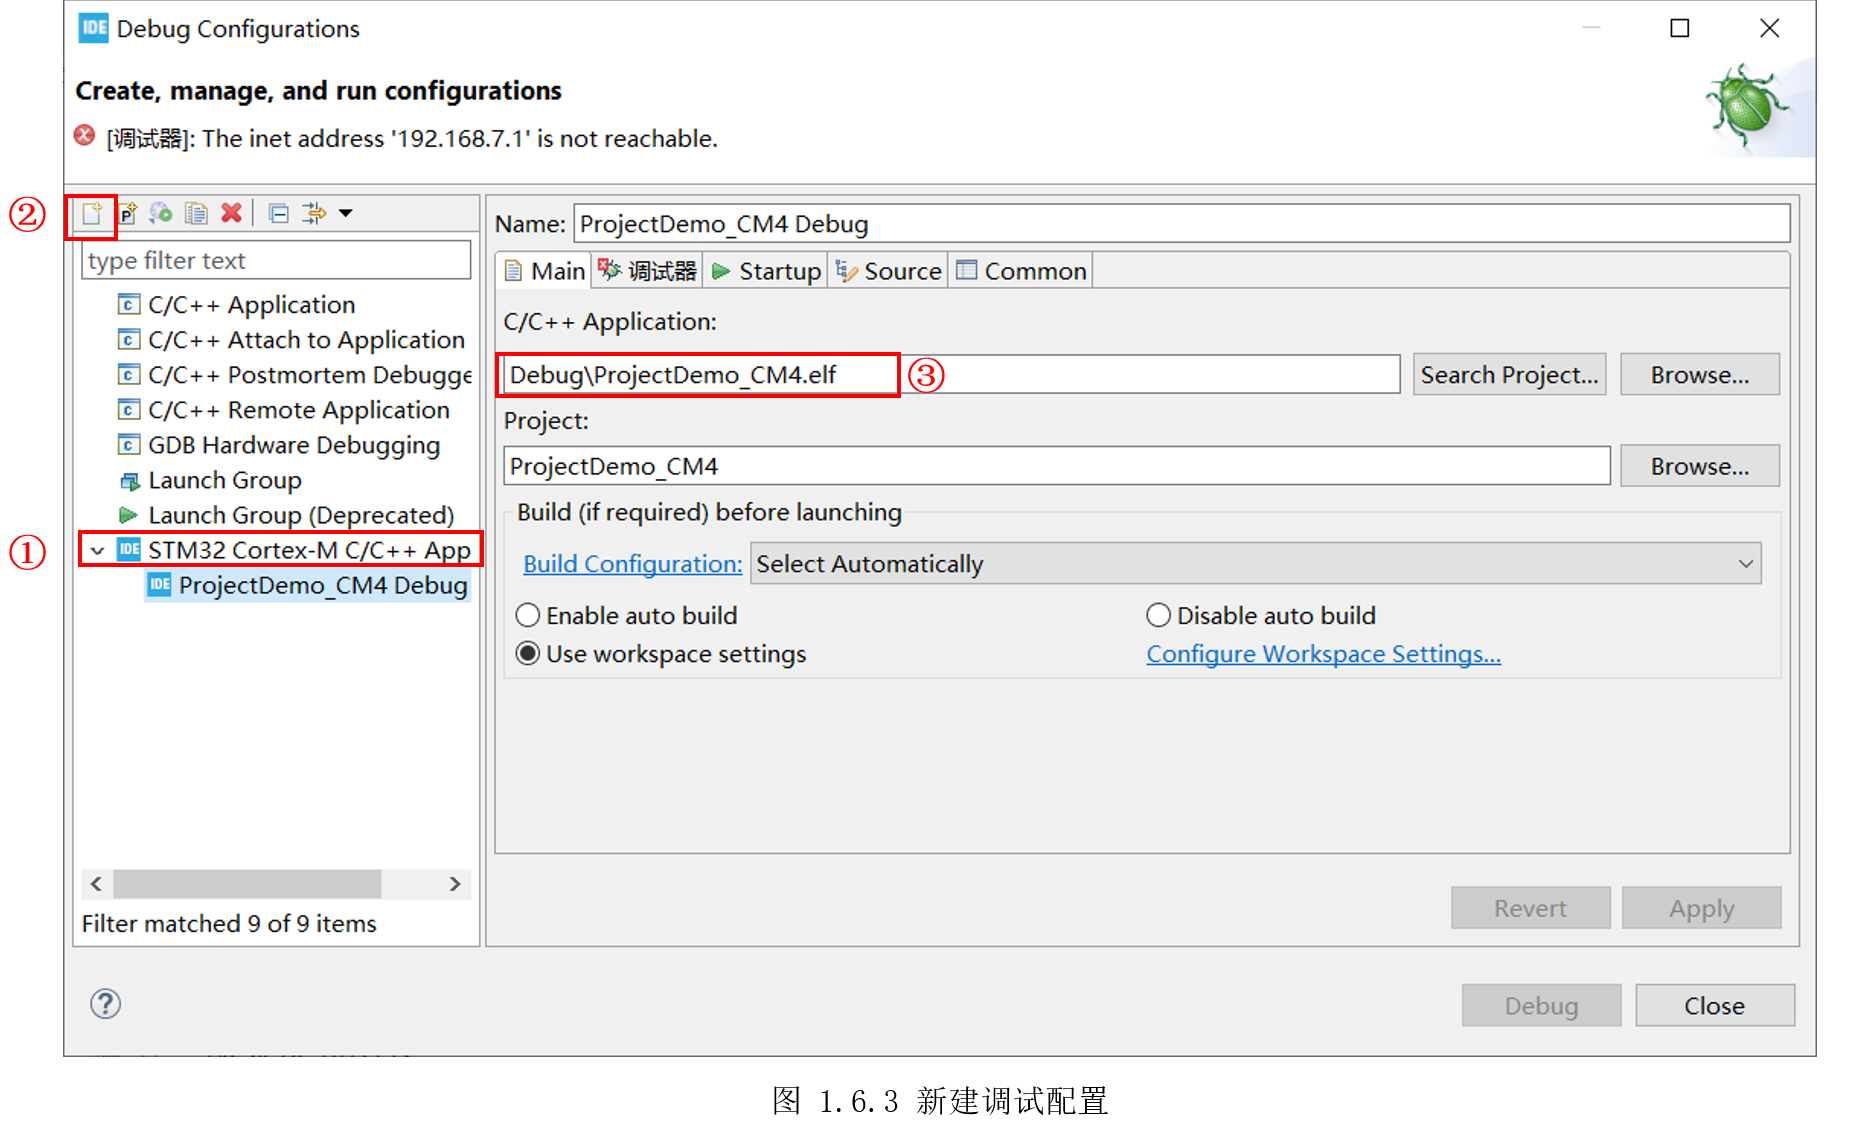 IDE Debug Configurations
Create, manage, and run configurations
[调试器]: The inet address '192.168.7.1' is not reachable.
②
type filter text
C/C++ Application
C/C++ Attach to Application
C/C++ Postmortem Debugge
C/C++ Remote Application
GDB Hardware Debugging
Launch Group
Launch Group (Deprecated)
① IDE STM32 Cortex-M C/C++ App
IDE ProjectDemo_CM4 Debug
Filter matched 9 of 9 items
Name: ProjectDemo_CM4 Debug
Main 调试器 Startup Source Common
C/C++ Application:
Debug\ProjectDemo_CM4.elf ③ Search Project... Browse...
Project:
ProjectDemo_CM4 Browse...
Build (if required) before launching
Build Configuration: Select Automatically
Enable auto build Disable auto build
Use workspace settings Configure Workspace Settings...
Revert Apply
Debug Close
图 1.6.3 新建调试配置